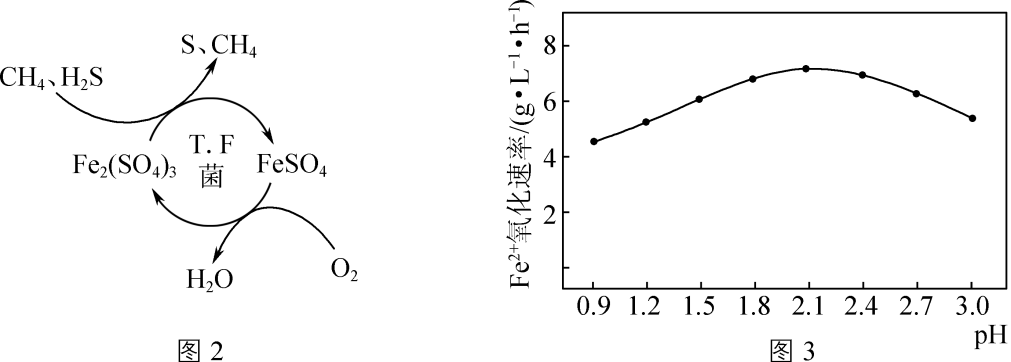 S、CH₄
CH₄、H₂S
T. F
菌
Fe₂(SO₄)₃
FeSO₄
H₂O
O₂
图 2
Fe²⁺氧化速率/(g·L⁻¹·h⁻¹)
8
6
4
2
0.9 1.2 1.5 1.8 2.1 2.4 2.7 3.0
pH
图 3